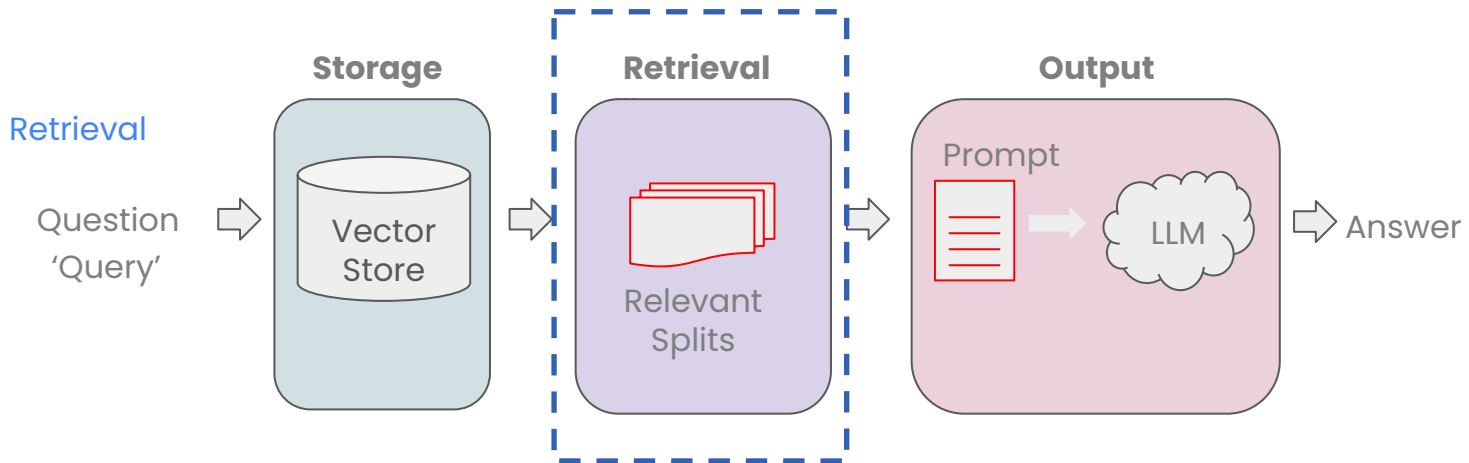 Storage
Retrieval
Output
Retrieval
Prompt
Question
‘Query’
Vector
Store
LLM
Answer
Relevant
Splits